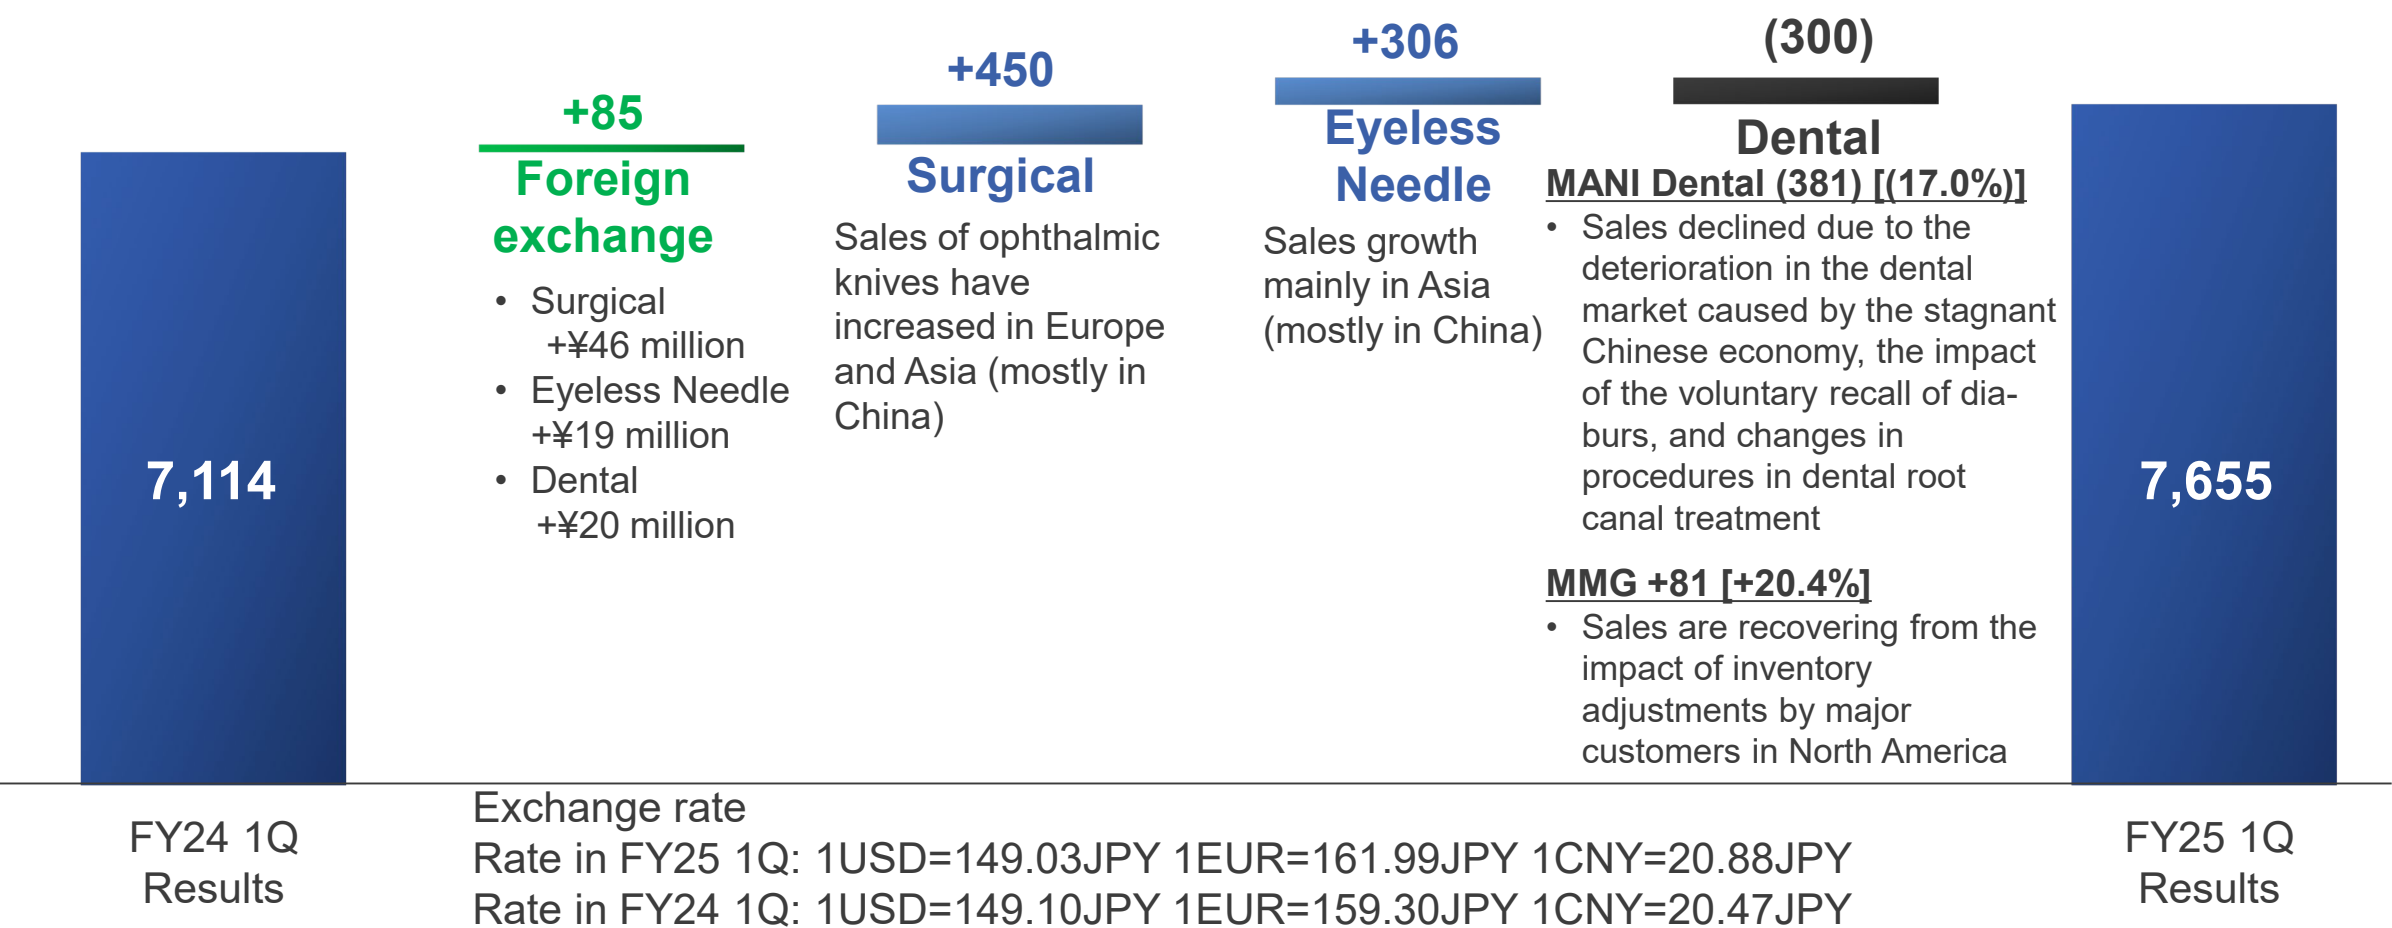 7,114
FY24 1Q
Results
+85
Foreign
exchange
• Surgical
+¥46 million
• Eyeless Needle
+¥19 million
• Dental
+¥20 million
+450
Surgical
Sales of ophthalmic
knives have
increased in Europe
and Asia (mostly in
China)
+306
Eyeless
Needle
Sales growth
mainly in Asia
(mostly in China)
(300)
Dental
MANI Dental (381) [(17.0%)]
• Sales declined due to the
deterioration in the dental
market caused by the stagnant
Chinese economy, the impact
of the voluntary recall of dia-
burs, and changes in
procedures in dental root
canal treatment
MMG +81 [+20.4%]
• Sales are recovering from the
impact of inventory
adjustments by major
customers in North America
7,655
FY25 1Q
Results
Exchange rate
Rate in FY25 1Q: 1USD=149.03JPY 1EUR=161.99JPY 1CNY=20.88JPY
Rate in FY24 1Q: 1USD=149.10JPY 1EUR=159.30JPY 1CNY=20.47JPY